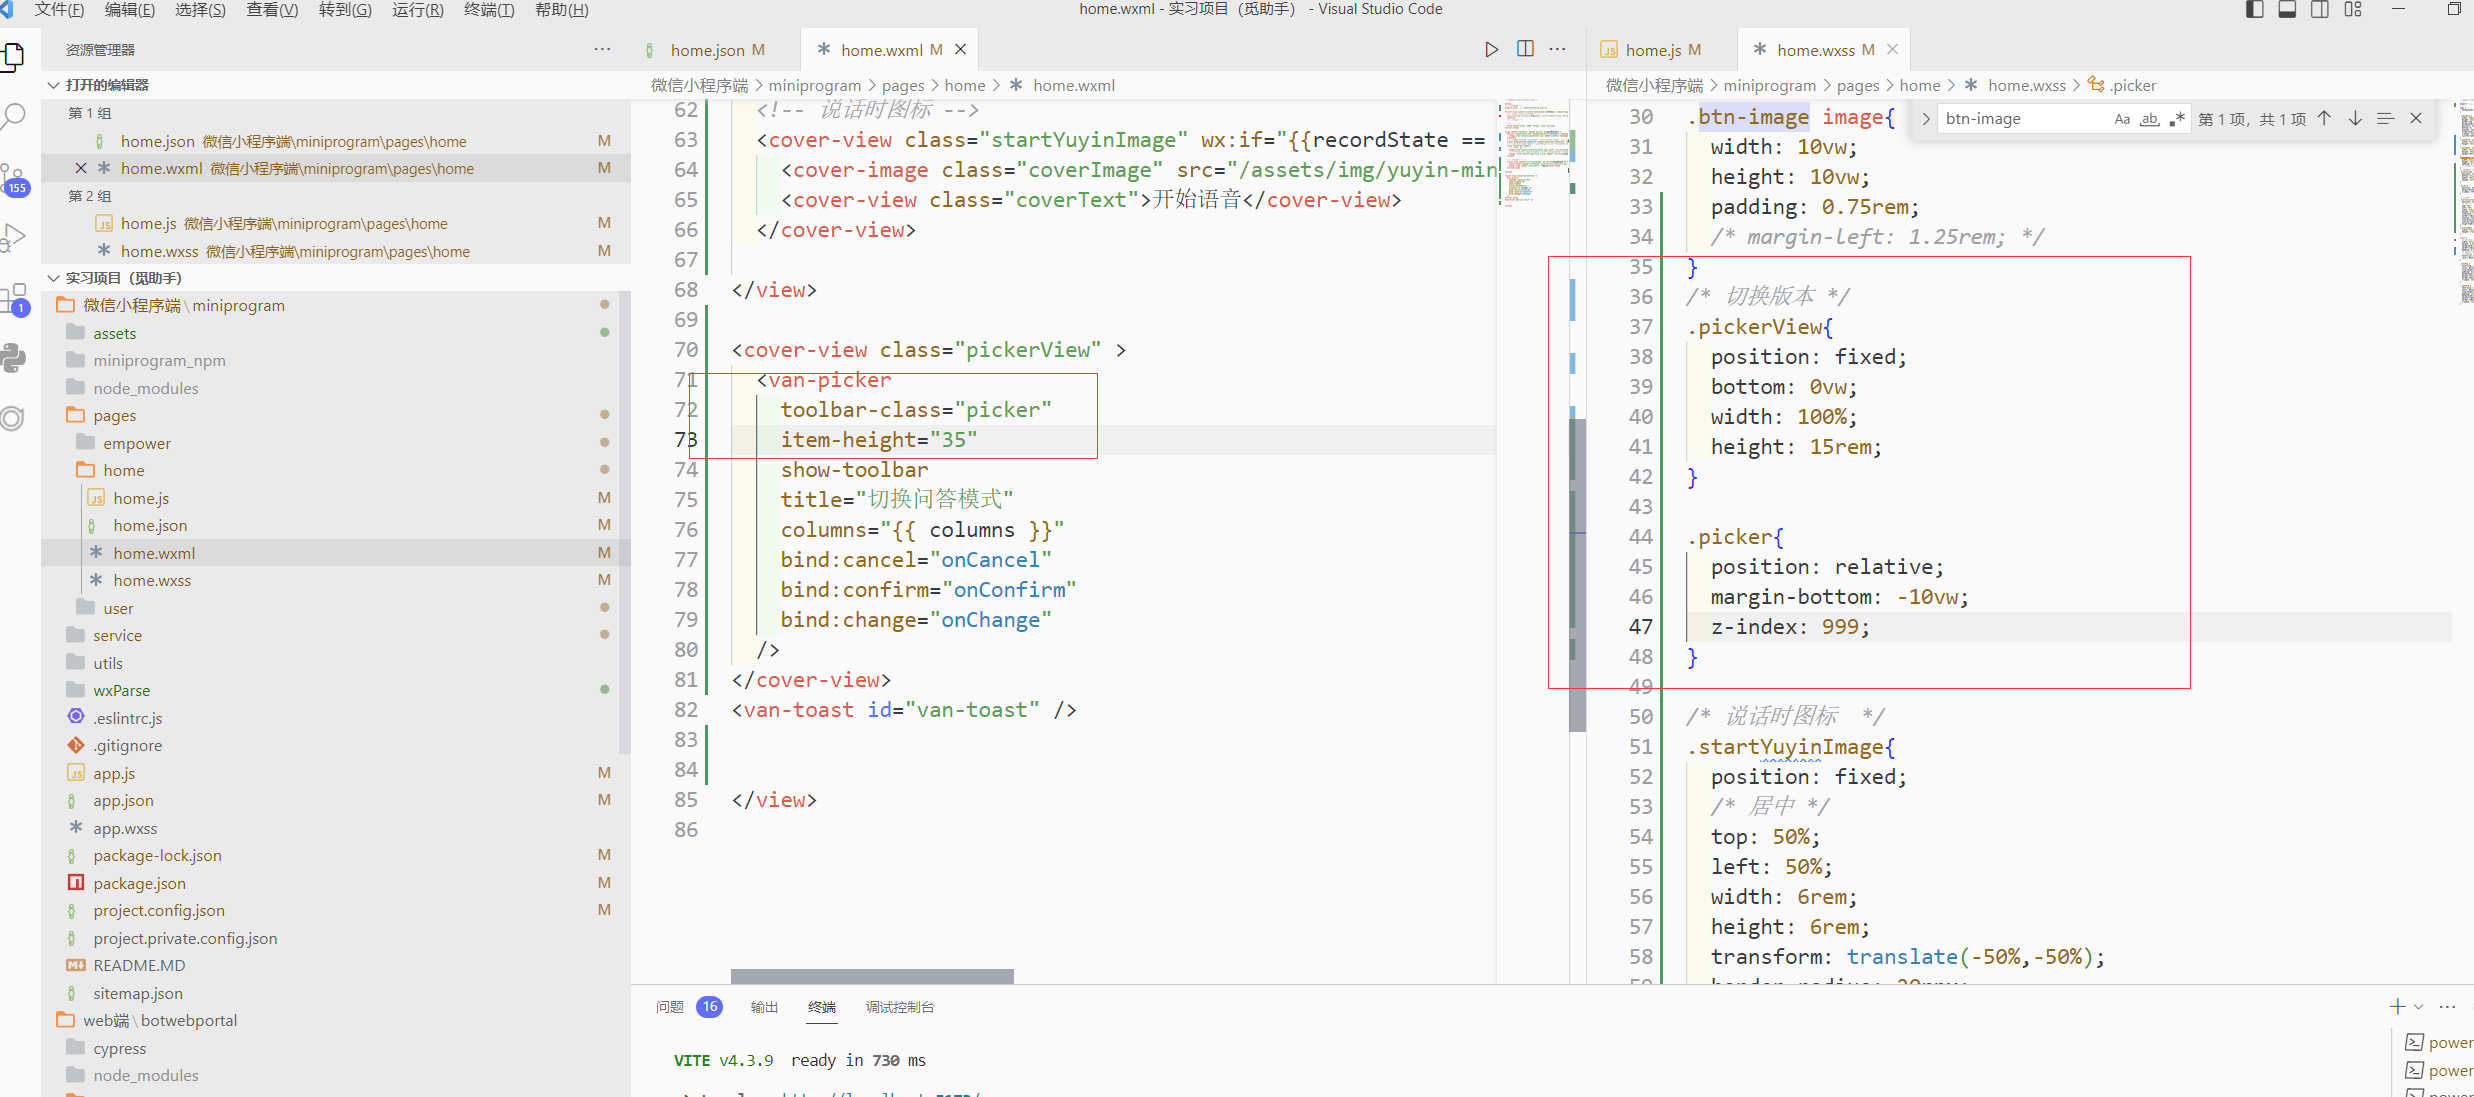 文件(F) 编辑(E) 选择(S) 查看(V) 转到(G) 运行(R) 终端(T) 帮助(H) home.wxml - 实习项目（觅助手） - Visual Studio Code
资源管理器 ···
打开的编辑器
第 1 组
home.json 微信小程序端\miniprogram\pages\home M
home.wxml 微信小程序端\miniprogram\pages\home M
第 2 组
home.js 微信小程序端\miniprogram\pages\home M
home.wxss 微信小程序端\miniprogram\pages\home M
实习项目（觅助手）
微信小程序端\miniprogram
assets
miniprogram_npm
node_modules
pages
empower
home
home.js M
home.json M
home.wxml M
home.wxss M
user
service
utils
wxParse
.eslintrc.js
.gitignore
app.js M
app.json M
app.wxss
package-lock.json M
package.json M
project.config.json M
project.private.config.json
README.MD
sitemap.json
web端\botwebportal
cypress
node_modules
155
1
home.json M home.wxml M
微信小程序端 > miniprogram > pages > home > home.wxml
62 <!-- 说话时图标 -->
63 <cover-view class="startYuyinImage" wx:if="{{recordState ==
64 <cover-image class="coverImage" src="/assets/img/yuyin-min
65 <cover-view class="coverText">开始语音</cover-view>
66 </cover-view>
67
68 </view>
69
70 <cover-view class="pickerView" >
71 <van-picker
72 toolbar-class="picker"
73 item-height="35"
74 show-toolbar
75 title="切换问答模式"
76 columns="{{ columns }}"
77 bind:cancel="onCancel"
78 bind:confirm="onConfirm"
79 bind:change="onChange"
80 />
81 </cover-view>
82 <van-toast id="van-toast" />
83
84
85 </view>
86
home.js M home.wxss M
微信小程序端 > miniprogram > pages > home > home.wxss > .picker
btn-image Aa ab 第 1 项，共 1 项
30 .btn-image image{
31 width: 10vw;
32 height: 10vw;
33 padding: 0.75rem;
34 /* margin-left: 1.25rem; */
35 }
36 /* 切换版本 */
37 .pickerView{
38 position: fixed;
39 bottom: 0vw;
40 width: 100%;
41 height: 15rem;
42 }
43
44 .picker{
45 position: relative;
46 margin-bottom: -10vw;
47 z-index: 999;
48 }
49
50 /* 说话时图标 */
51 .startYuyinImage{
52 position: fixed;
53 /* 居中 */
54 top: 50%;
55 left: 50%;
56 width: 6rem;
57 height: 6rem;
58 transform: translate(-50%,-50%);
问题 16 输出 终端 调试控制台
VITE v4.3.9 ready in 730 ms
power
power